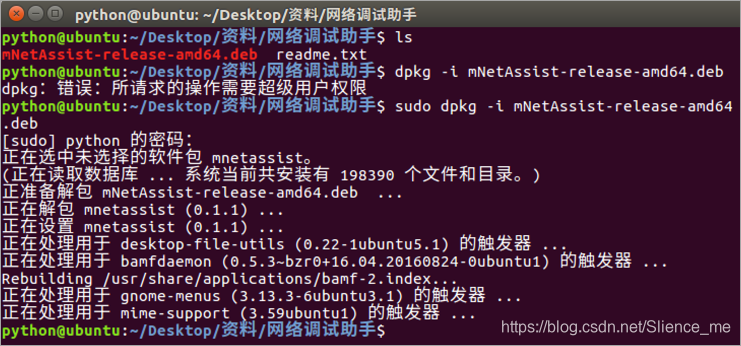 python@ubuntu: ~/Desktop/资料/网络调试助手
python@ubuntu:~/Desktop/资料/网络调试助手$ ls
mNetAssist-release-amd64.deb  readme.txt
python@ubuntu:~/Desktop/资料/网络调试助手$ dpkg -i mNetAssist-release-amd64.deb
dpkg: 错误: 所请求的操作需要超级用户权限
python@ubuntu:~/Desktop/资料/网络调试助手$ sudo dpkg -i mNetAssist-release-amd64
.deb
[sudo] python 的密码:
正在选中未选择的软件包 mnetassist。
(正在读取数据库 ... 系统当前共安装有 198390 个文件和目录。)
正准备解包 mNetAssist-release-amd64.deb  ...
正在解包 mnetassist (0.1.1) ...
正在设置 mnetassist (0.1.1) ...
正在处理用于 desktop-file-utils (0.22-1ubuntu5.1) 的触发器 ...
正在处理用于 bamfdaemon (0.5.3~bzr0+16.04.20160824-0ubuntu1) 的触发器 ...
Rebuilding /usr/share/applications/bamf-2.index...
正在处理用于 gnome-menus (3.13.3-6ubuntu3.1) 的触发器 ...
正在处理用于 mime-support (3.59ubuntu1) 的触发器 ...
python@ubuntu:~/Desktop/资料/网络调试助手$
https://blog.csdn.net/Slience_me